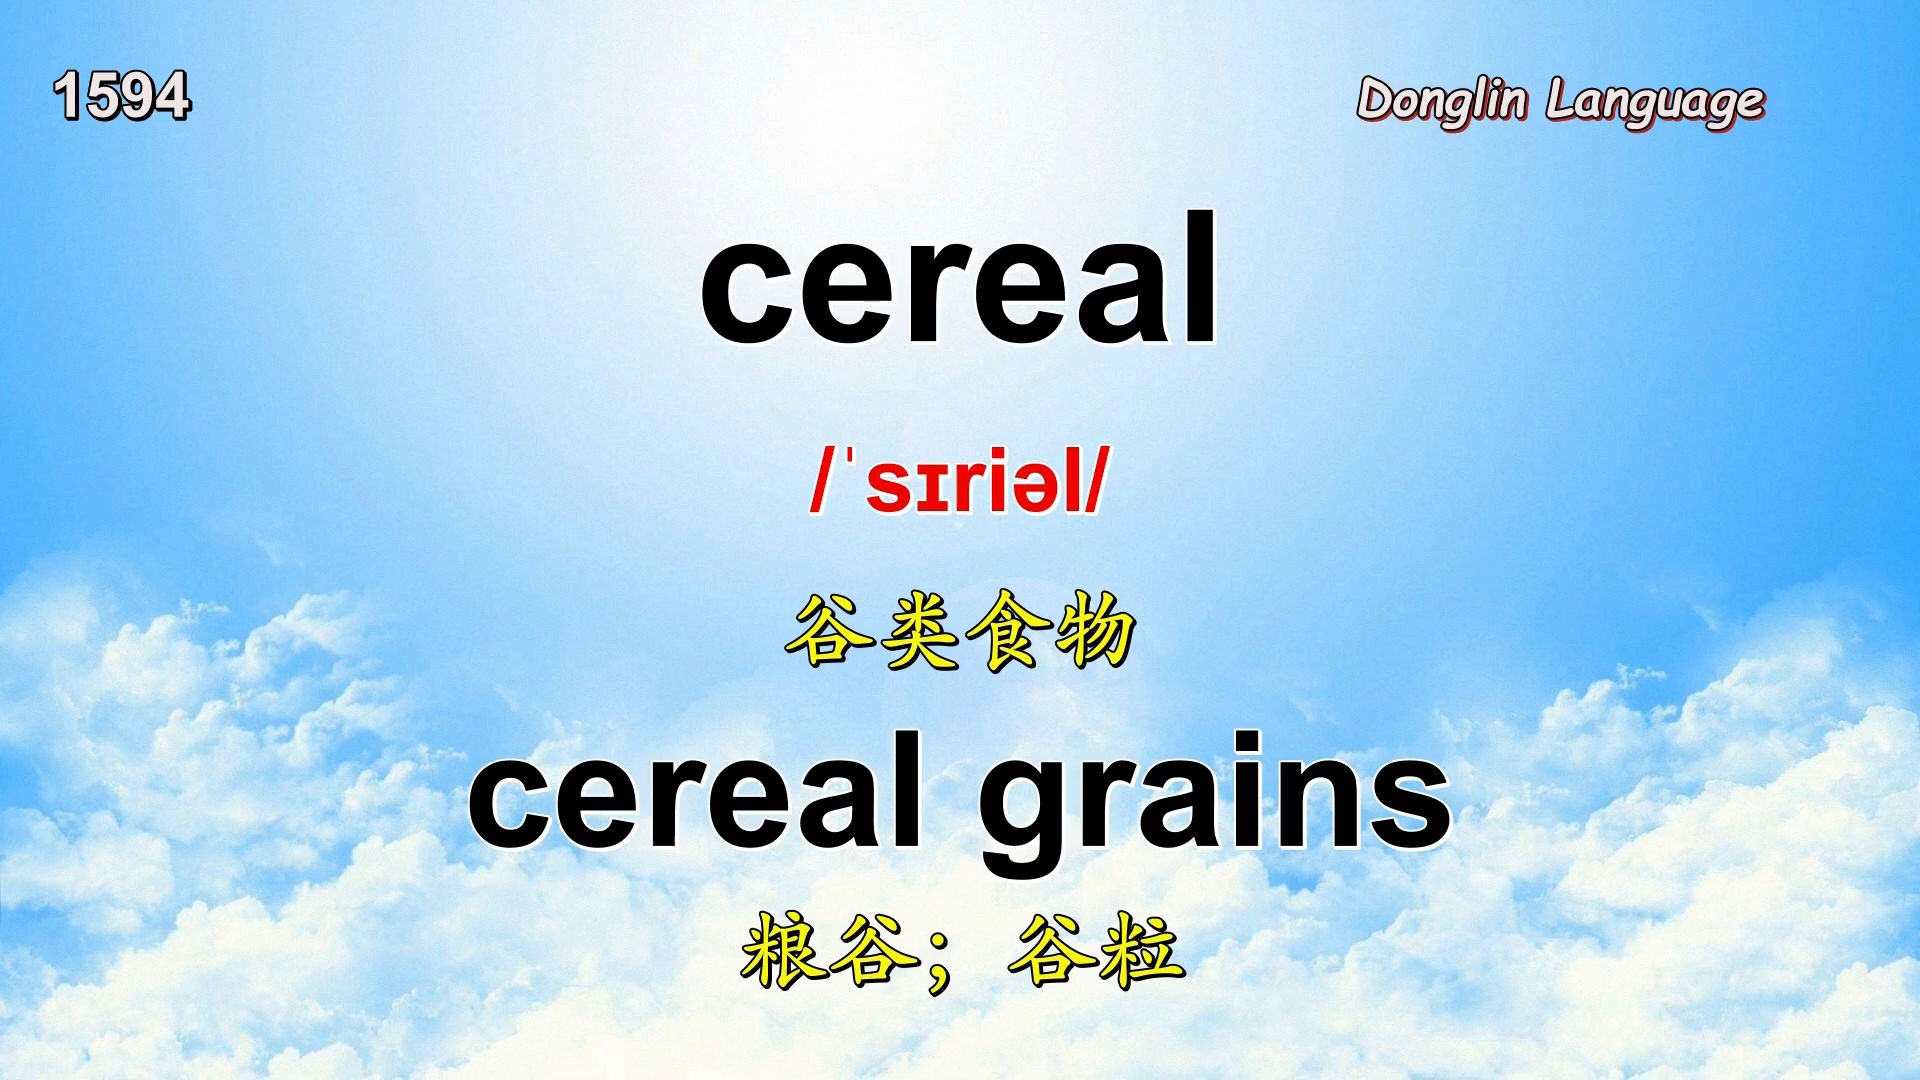 1594
Donglin Language
cereal
/ˈsɪriəl/
谷类食物
cereal grains
粮谷；谷粒